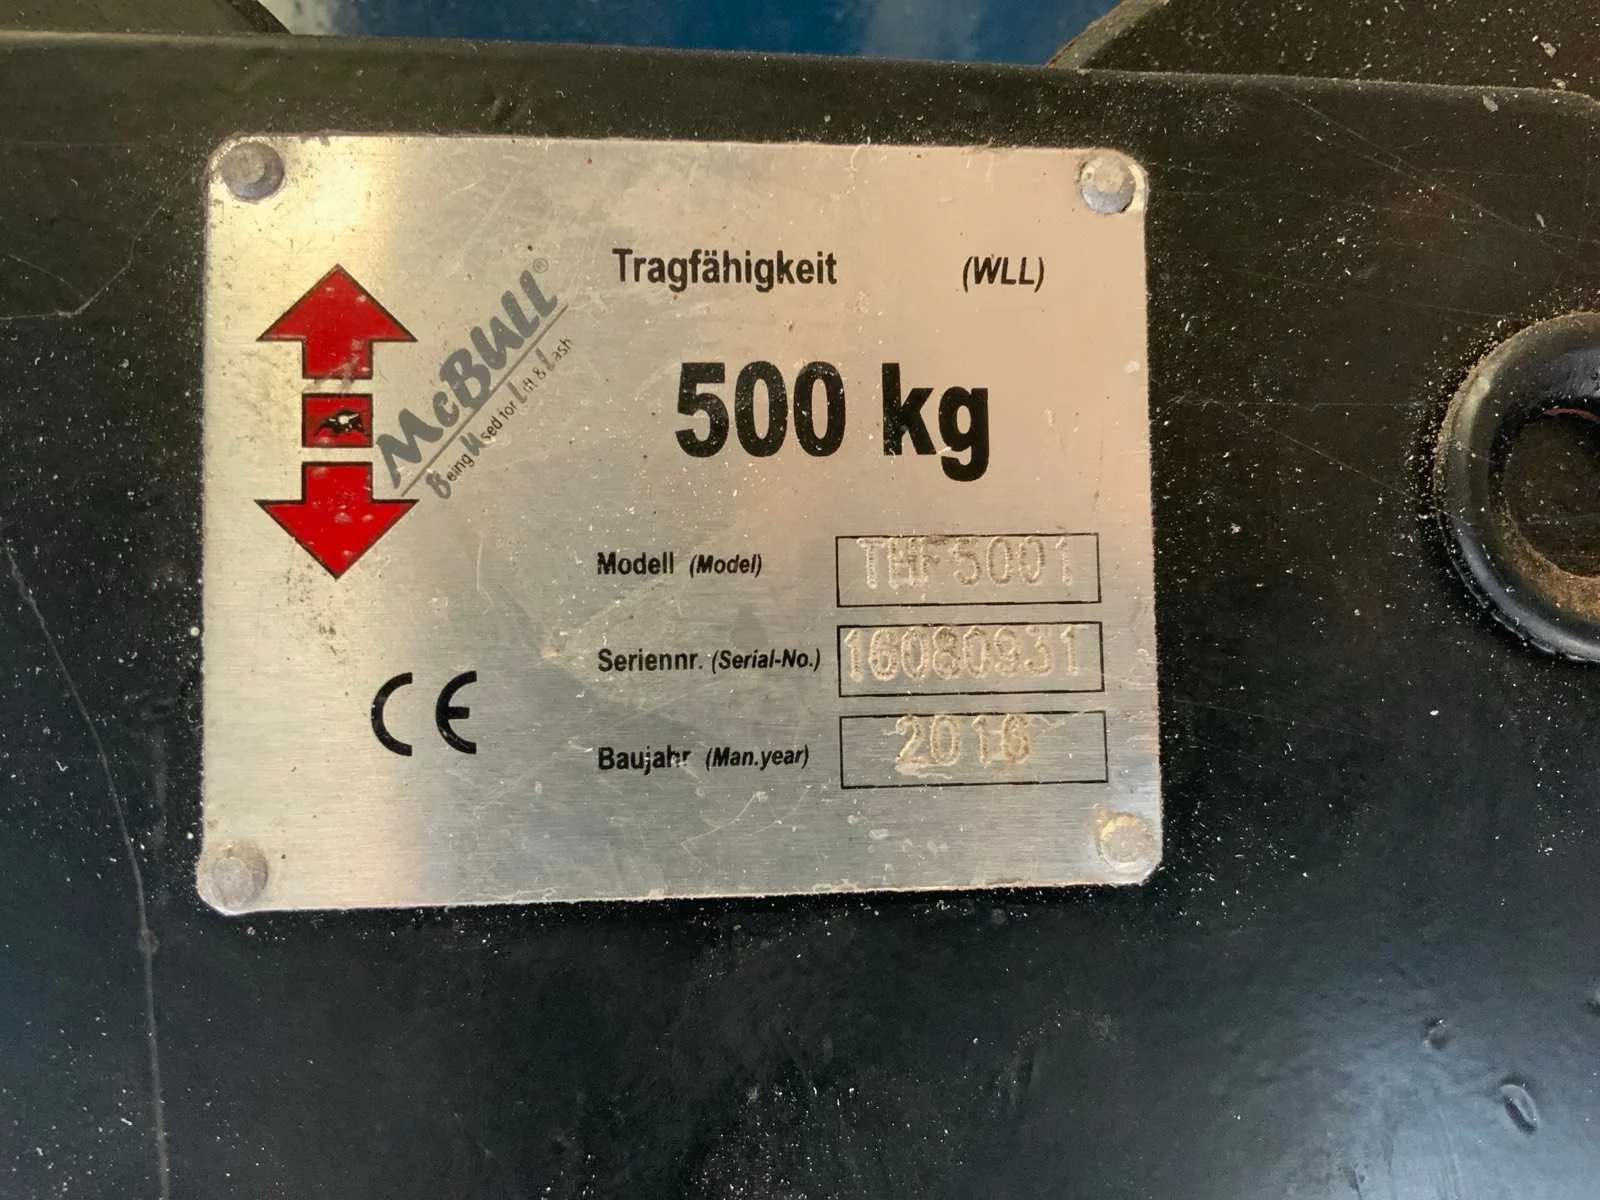 McBULL®
Being Used for Lift & Lash
Tragfähigkeit (WLL)
500 kg
Modell (Model) THF5001
Seriennr. (Serial-No.) 16080931
Baujahr (Man.year) 2016
CE